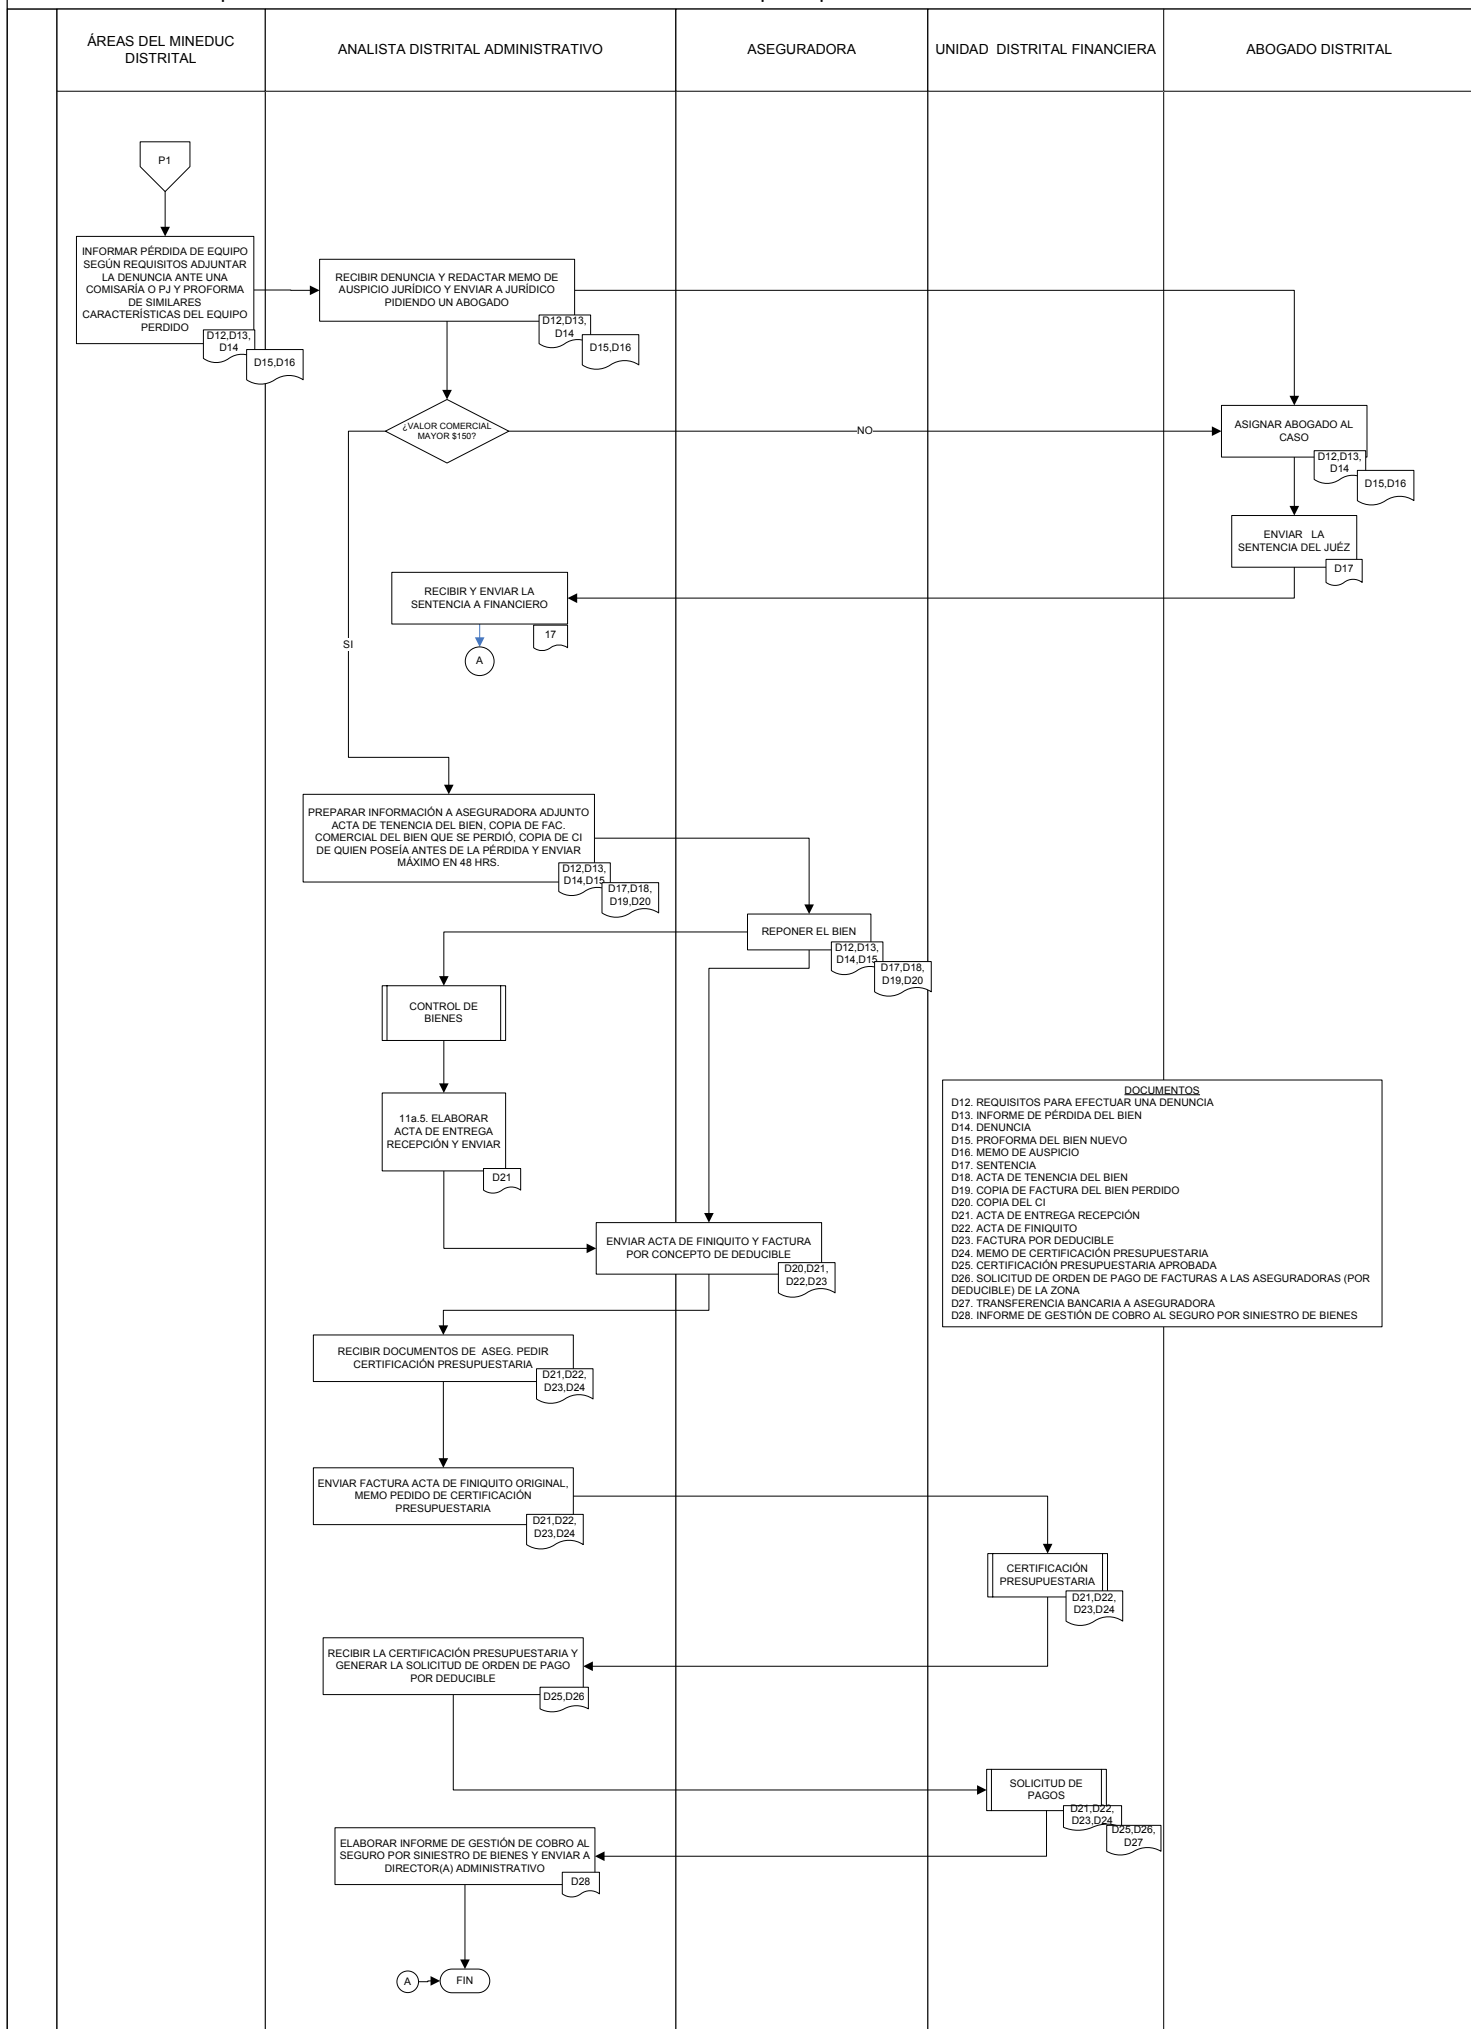 ÁREAS DEL MINEDUC
DISTRITAL
ANALISTA DISTRITAL ADMINISTRATIVO
ASEGURADORA
UNIDAD DISTRITAL FINANCIERA
ABOGADO DISTRITAL
P1
INFORMAR PÉRDIDA DE EQUIPO
SEGÚN REQUISITOS ADJUNTAR
LA DENUNCIA ANTE UNA
COMISARÍA O PJ Y PROFORMA
DE SIMILARES
CARACTERÍSTICAS DEL EQUIPO
PERDIDO
D12,D13,
D14
D15,D16
RECIBIR DENUNCIA Y REDACTAR MEMO DE
AUSPICIO JURÍDICO Y ENVIAR A JURÍDICO
PIDIENDO UN ABOGADO
D12,D13,
D14
D15,D16
¿VALOR COMERCIAL
MAYOR $150?
NO
ASIGNAR ABOGADO AL
CASO
D12,D13,
D14
D15,D16
ENVIAR LA
SENTENCIA DEL JUÉZ
D17
RECIBIR Y ENVIAR LA
SENTENCIA A FINANCIERO
17
SI
A
PREPARAR INFORMACIÓN A ASEGURADORA ADJUNTO
ACTA DE TENENCIA DEL BIEN, COPIA DE FAC.
COMERCIAL DEL BIEN QUE SE PERDIÓ, COPIA DE CI
DE QUIEN POSEÍA ANTES DE LA PÉRDIDA Y ENVIAR
MÁXIMO EN 48 HRS.
D12,D13,
D14,D15
D17,D18,
D19,D20
REPONER EL BIEN
D12,D13,
D14,D15
D17,D18,
D19,D20
CONTROL DE
BIENES
11a.5. ELABORAR
ACTA DE ENTREGA
RECEPCIÓN Y ENVIAR
D21
DOCUMENTOS
D12. REQUISITOS PARA EFECTUAR UNA DENUNCIA
D13. INFORME DE PÉRDIDA DEL BIEN
D14. DENUNCIA
D15. PROFORMA DEL BIEN NUEVO
D16. MEMO DE AUSPICIO
D17. SENTENCIA
D18. ACTA DE TENENCIA DEL BIEN
D19. COPIA DE FACTURA DEL BIEN PERDIDO
D20. COPIA DEL CI
D21. ACTA DE ENTREGA RECEPCIÓN
D22. ACTA DE FINIQUITO
D23. FACTURA POR DEDUCIBLE
D24. MEMO DE CERTIFICACIÓN PRESUPUESTARIA
D25. CERTIFICACIÓN PRESUPUESTARIA APROBADA
D26. SOLICITUD DE ORDEN DE PAGO DE FACTURAS A LAS ASEGURADORAS (POR
DEDUCIBLE) DE LA ZONA
D27. TRANSFERENCIA BANCARIA A ASEGURADORA
D28. INFORME DE GESTIÓN DE COBRO AL SEGURO POR SINIESTRO DE BIENES
ENVIAR ACTA DE FINIQUITO Y FACTURA
POR CONCEPTO DE DEDUCIBLE
D20,D21,
D22,D23
RECIBIR DOCUMENTOS DE ASEG. PEDIR
CERTIFICACIÓN PRESUPUESTARIA
D21,D22,
D23,D24
ENVIAR FACTURA ACTA DE FINIQUITO ORIGINAL,
MEMO PEDIDO DE CERTIFICACIÓN
PRESUPUESTARIA
D21,D22,
D23,D24
CERTIFICACIÓN
PRESUPUESTARIA
D21,D22,
D23,D24
RECIBIR LA CERTIFICACIÓN PRESUPUESTARIA Y
GENERAR LA SOLICITUD DE ORDEN DE PAGO
POR DEDUCIBLE
D25,D26
SOLICITUD DE
PAGOS
D21,D22,
D23,D24
D25,D26,
D27
ELABORAR INFORME DE GESTIÓN DE COBRO AL
SEGURO POR SINIESTRO DE BIENES Y ENVIAR A
DIRECTOR(A) ADMINISTRATIVO
D28
A
FIN